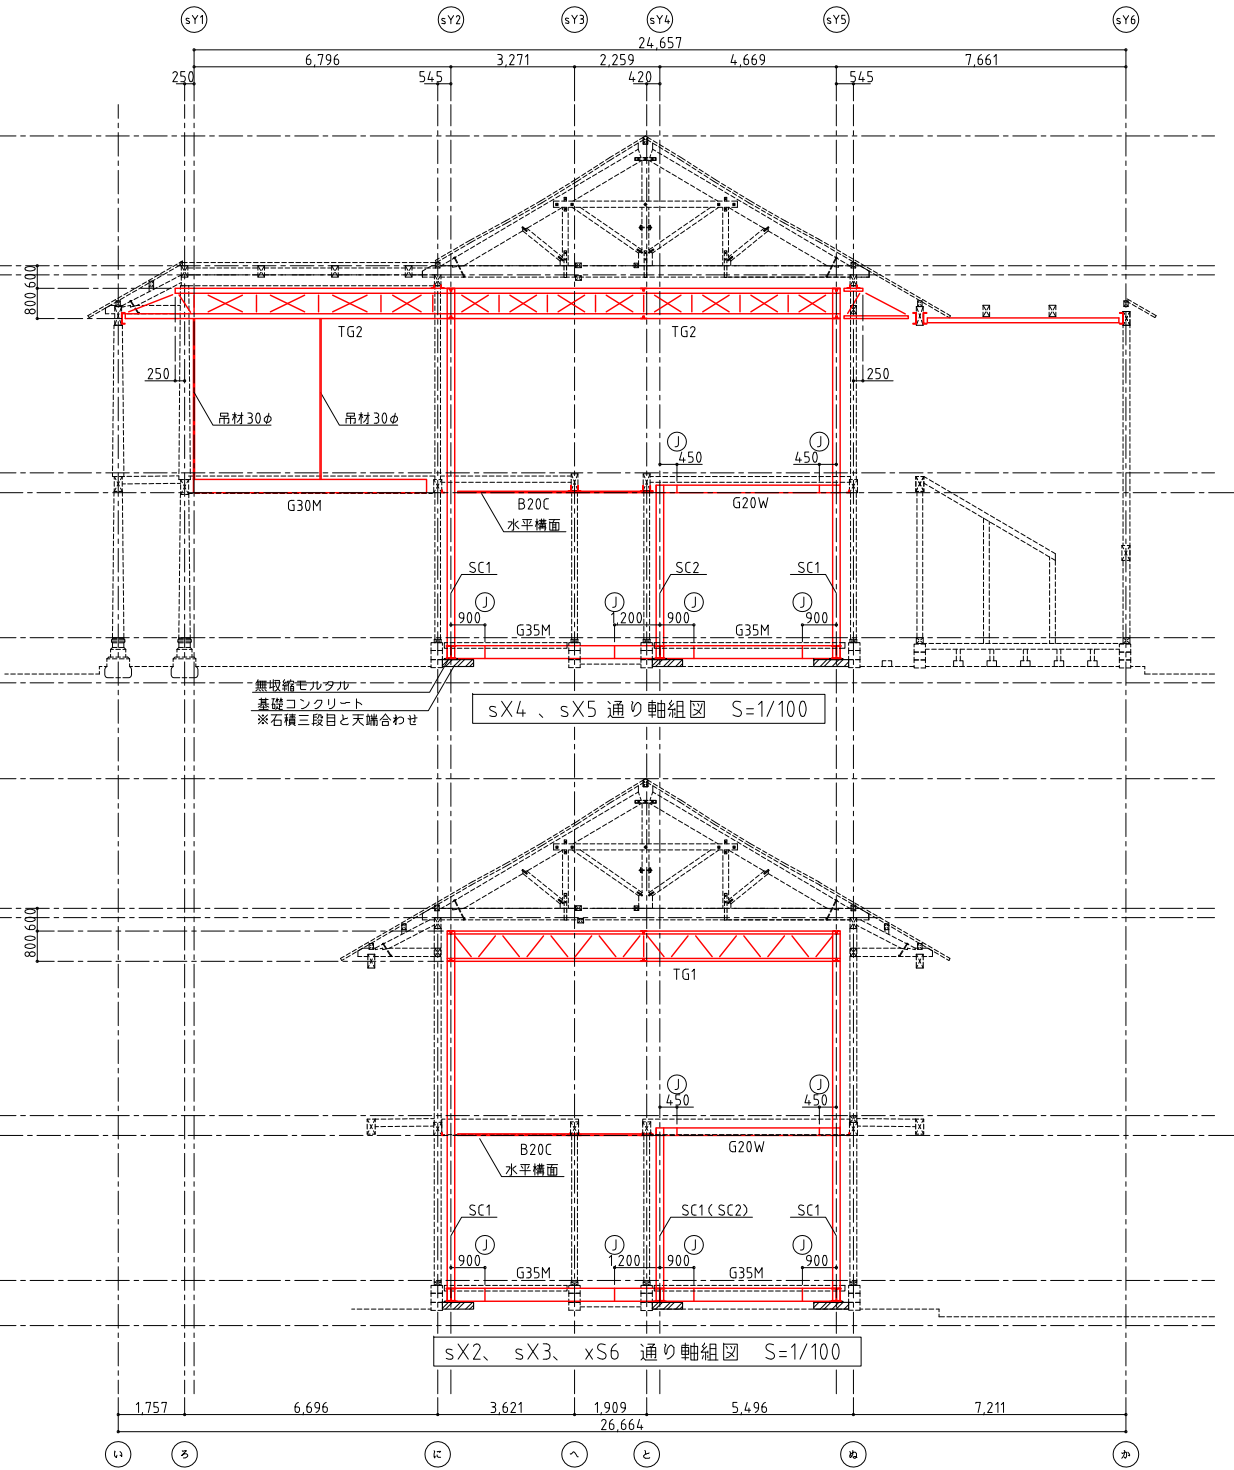 sY1 sY2 sY3 sY4 sY5 sY6
24,657
6,796 3,271 2,259 4,669 7,661
250 545 420 545
600
800
TG2 TG2
250 250
吊材30φ 吊材30φ
J J
450 450
G30M B20C G20W
水平構面
SC1 SC2 SC1
J J J J
900 1,200 900 900
G35M G35M
無収縮モルタル
基礎コンクリート
※石積三段目と天端合わせ
sX4 、sX5 通り軸組図 S=1/100
600
800
TG1
J J
450 450
B20C G20W
水平構面
SC1 SC1(SC2) SC1
J J J J
900 1,200 900 900
G35M G35M
sX2、 sX3、 xS6 通り軸組図 S=1/100
1,757 6,696 3,621 1,909 5,496 7,211
26,664
い ろ に へ と ぬ か